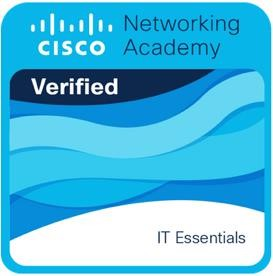 Networking
CISCO Academy
Verified
IT Essentials